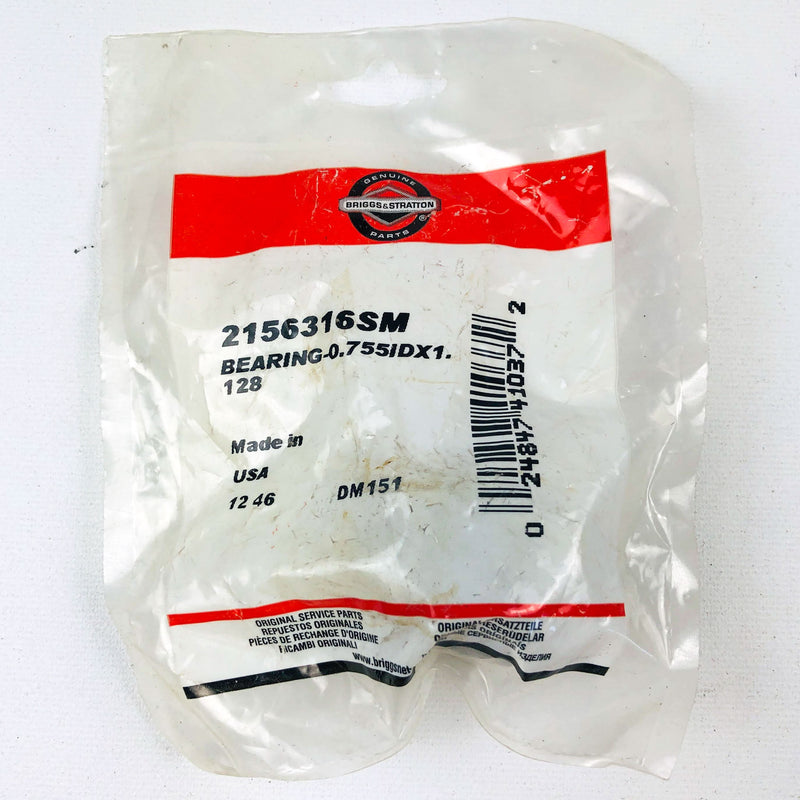 GENUINE
BRIGGS & STRATTON
®
PARTS
2156316SM
BEARING-0.755IDX1.
128
Made in
USA
12 46
DM151
0 24847 41037 2
ORIGINAL SERVICE PARTS
REPUESTOS ORIGINALES
PIÈCES DE RECHANGE D'ORIGINE
RICAMBI ORIGINALI
www.briggsnet